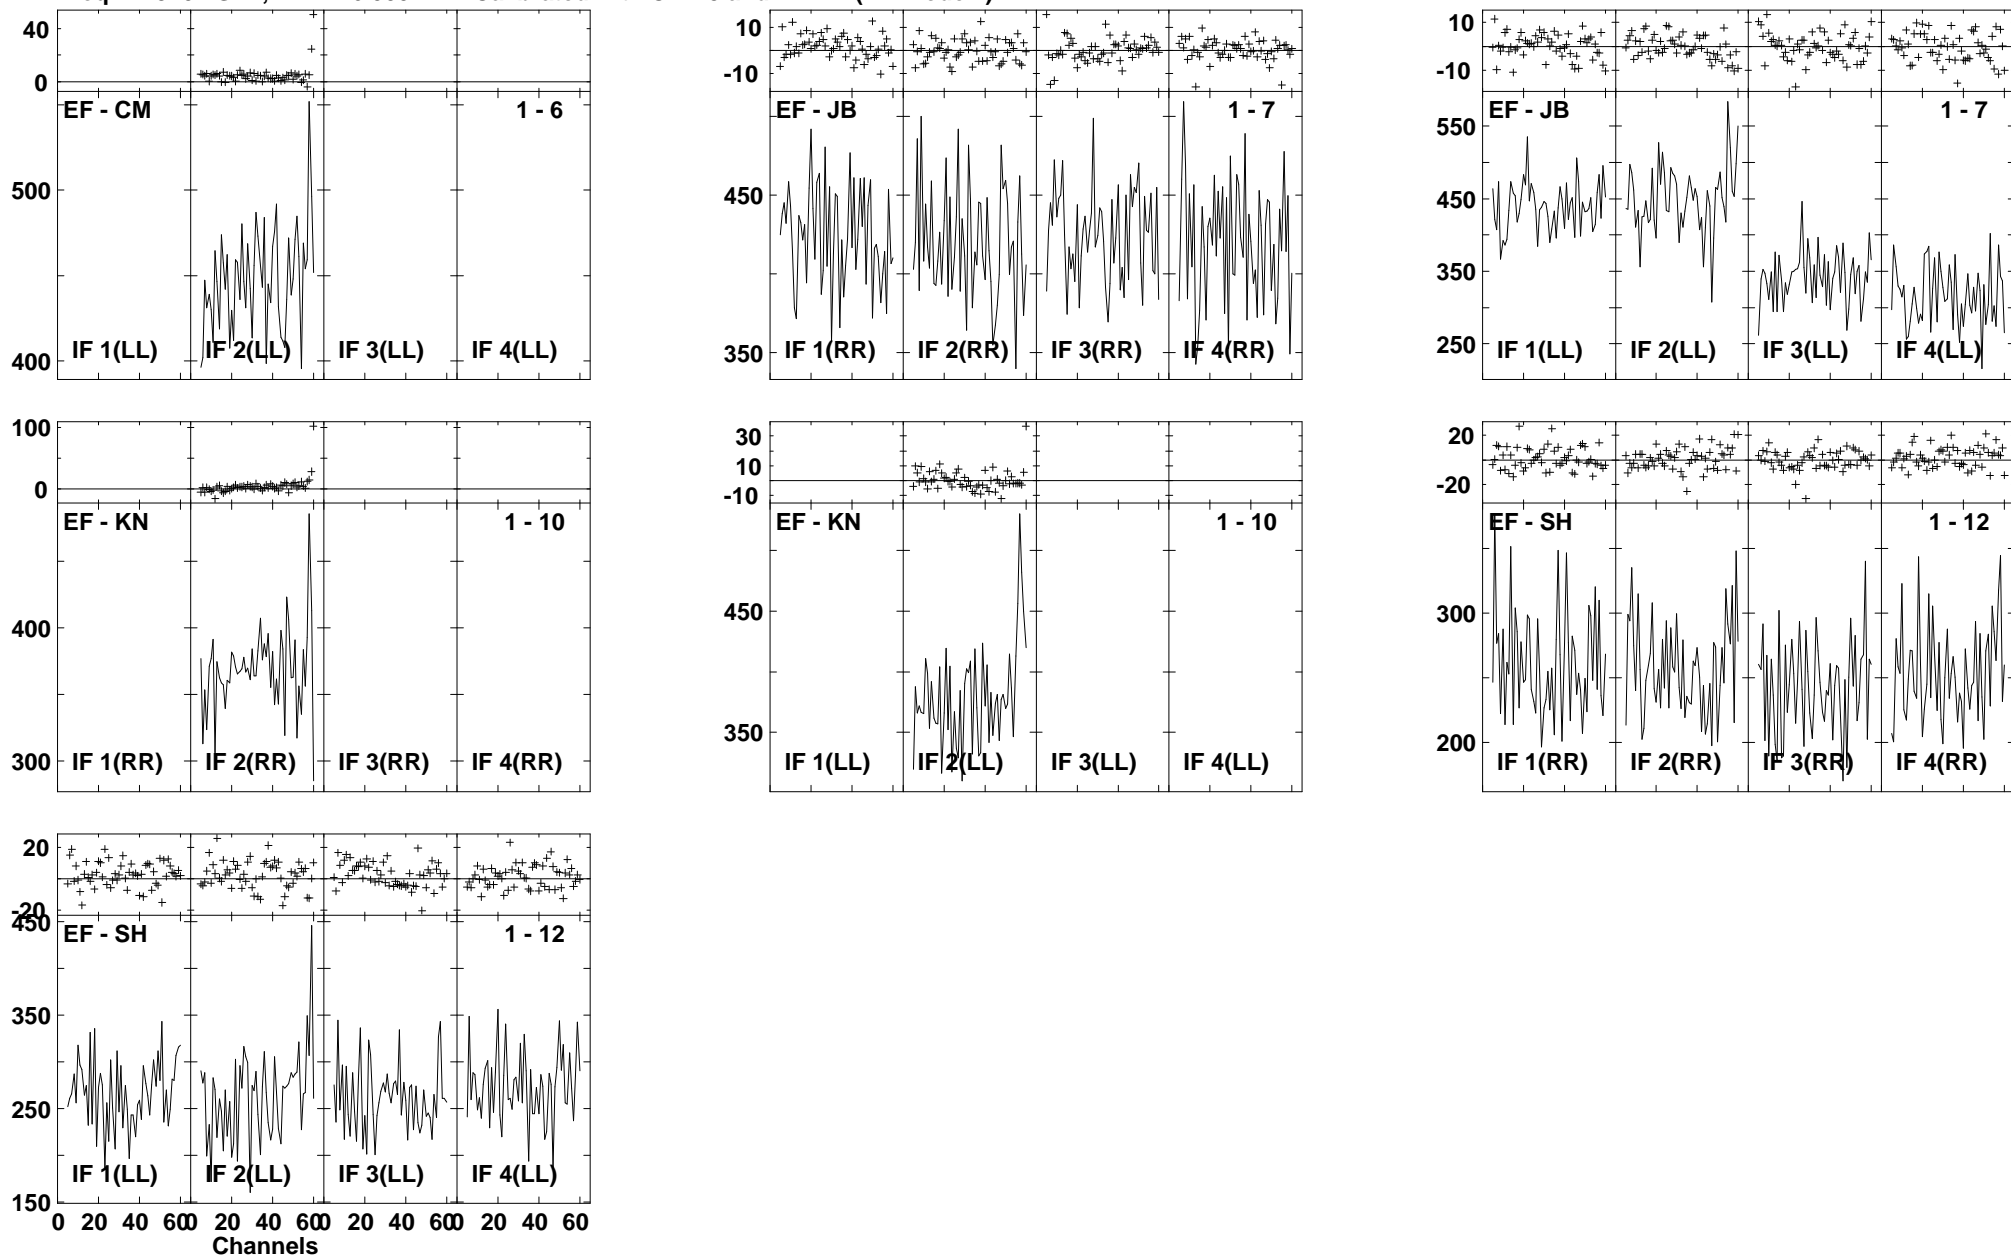 40
0
EF - CM
1 - 6
500
400
IF 1(LL)
IF 2(LL)
IF 3(LL)
IF 4(LL)
10
-10
EF - JB
1 - 7
450
350
IF 1(RR)
IF 2(RR)
IF 3(RR)
IF 4(RR)
10
-10
EF - JB
1 - 7
550
450
350
250
IF 1(LL)
IF 2(LL)
IF 3(LL)
IF 4(LL)
100
0
EF - KN
1 - 10
400
300
IF 1(RR)
IF 2(RR)
IF 3(RR)
IF 4(RR)
30
10
-10
EF - KN
1 - 10
450
350
IF 1(LL)
IF 2(LL)
IF 3(LL)
IF 4(LL)
20
-20
EF - SH
1 - 12
300
200
IF 1(RR)
IF 2(RR)
IF 3(RR)
IF 4(RR)
20
-20
450
EF - SH
1 - 12
350
250
150
IF 1(LL)
IF 2(LL)
IF 3(LL)
IF 4(LL)
0 20 40 60 0 20 40 60 0 20 40 60 0 20 40 60
Channels